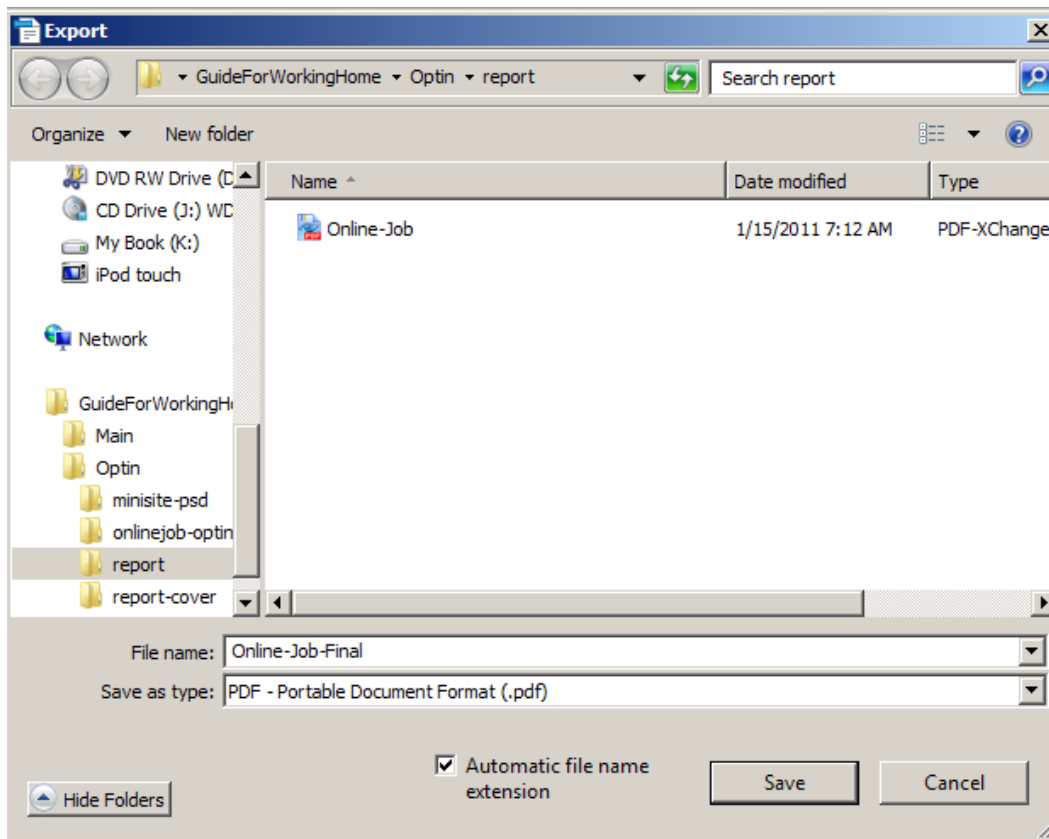 Export
GuideForWorkingHome Optin report
Search report
Organize New folder
Name Date modified Type
DVD RW Drive (D
CD Drive (J:) WD
My Book (K:)
iPod touch
Network
GuideForWorkingH
Main
Optin
minisite-psd
onlinejob-optin
report
report-cover
Online-Job 1/15/2011 7:12 AM PDF-XChange
File name: Online-Job-Final
Save as type: PDF - Portable Document Format (.pdf)
Automatic file name
extension
Save
Cancel
Hide Folders